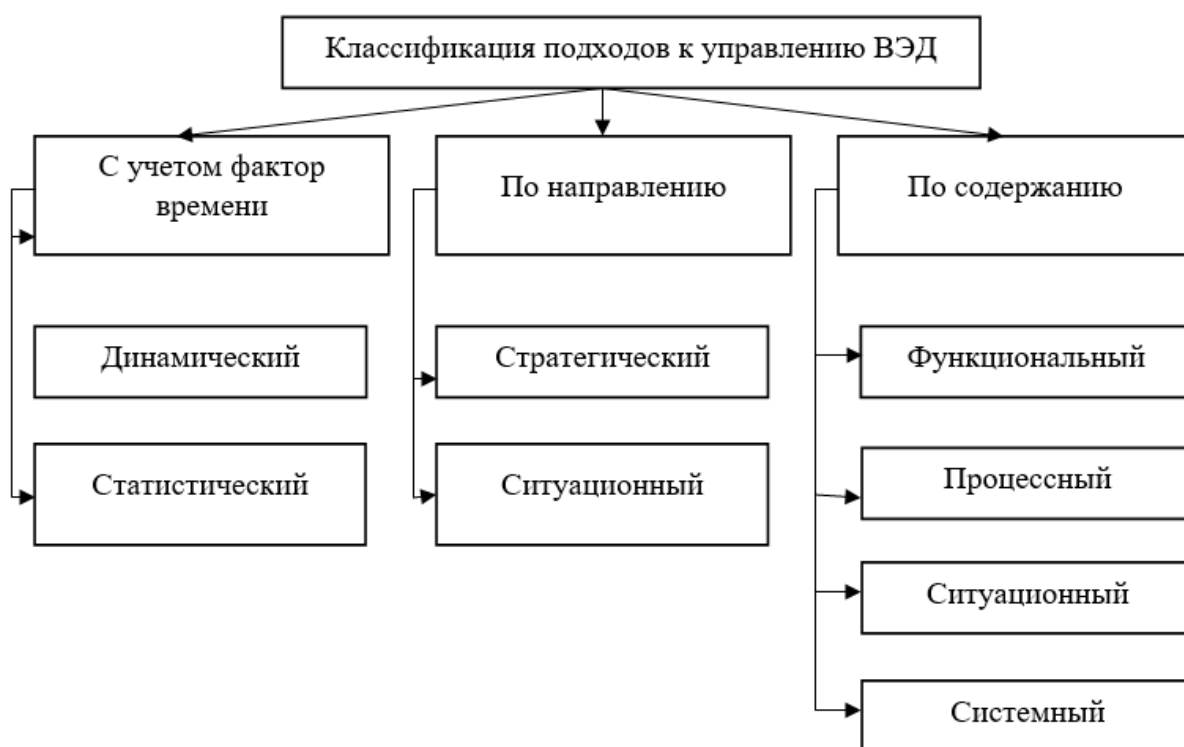 Классификация подходов к управлению ВЭД
С учетом фактор
времени
По направлению
По содержанию
Динамический
Стратегический
Функциональный
Статистический
Ситуационный
Процессный
Ситуационный
Системный